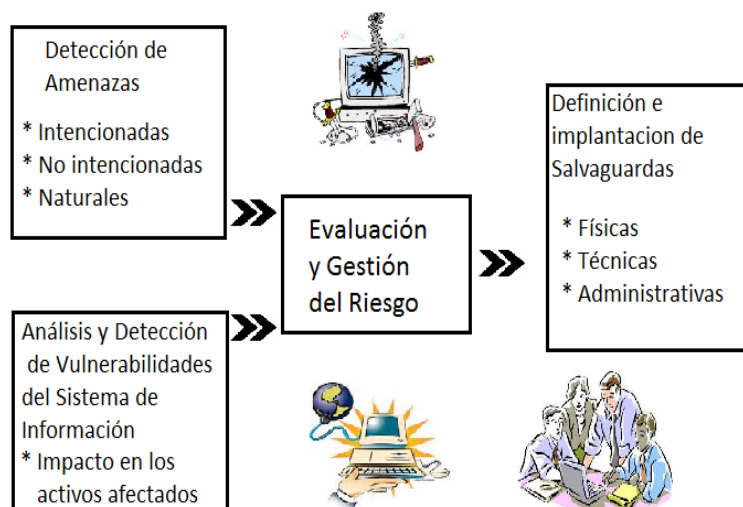 Detección de
Amenazas
* Intencionadas
* No intencionadas
* Naturales
Análisis y Detección
de Vulnerabilidades
del Sistema de
Información
* Impacto en los
activos afectados
Evaluación
y Gestión
del Riesgo
Definición e
implantacion de
Salvaguardas
* Físicas
* Técnicas
* Administrativas